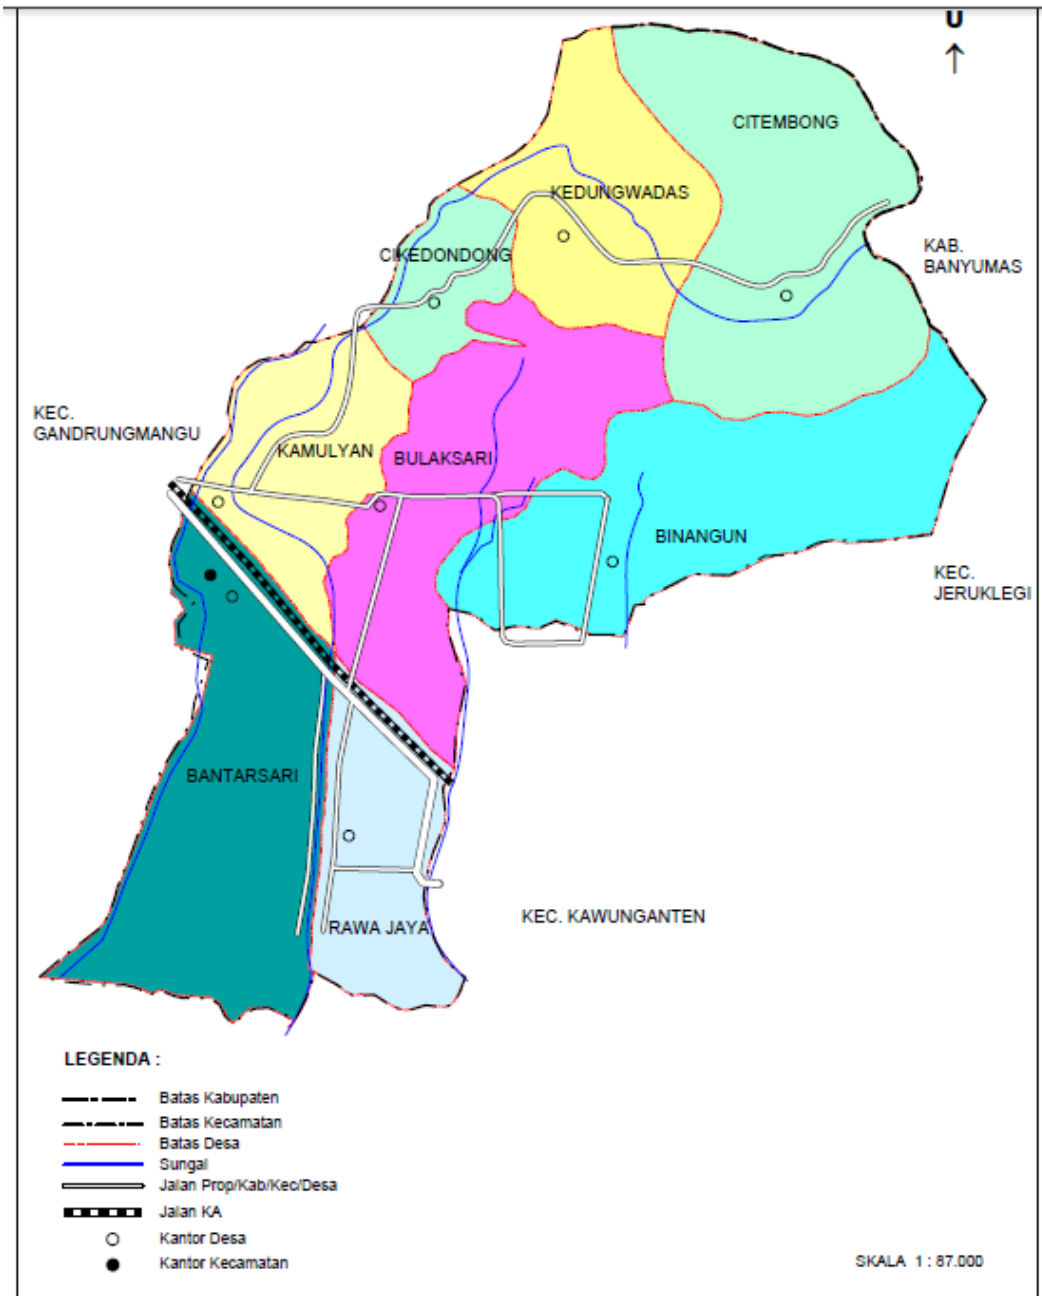 U
CITEMBONG
KEDUNGWADAS
CIKEDONDONG
KAB.
BANYUMAS
KEC.
GANDRUNGMANGU
KAMULYAN
BULAKSARI
BINANGUN
KEC.
JERUKLEGI
BANTARSARI
KEC. KAWUNGANTEN
RAWA JAYA
LEGENDA :
Batas Kabupaten
Batas Kecamatan
Batas Desa
Sungai
Jalan Prop/Kab/Kec/Desa
Jalan KA
Kantor Desa
Kantor Kecamatan
SKALA 1 : 87.000